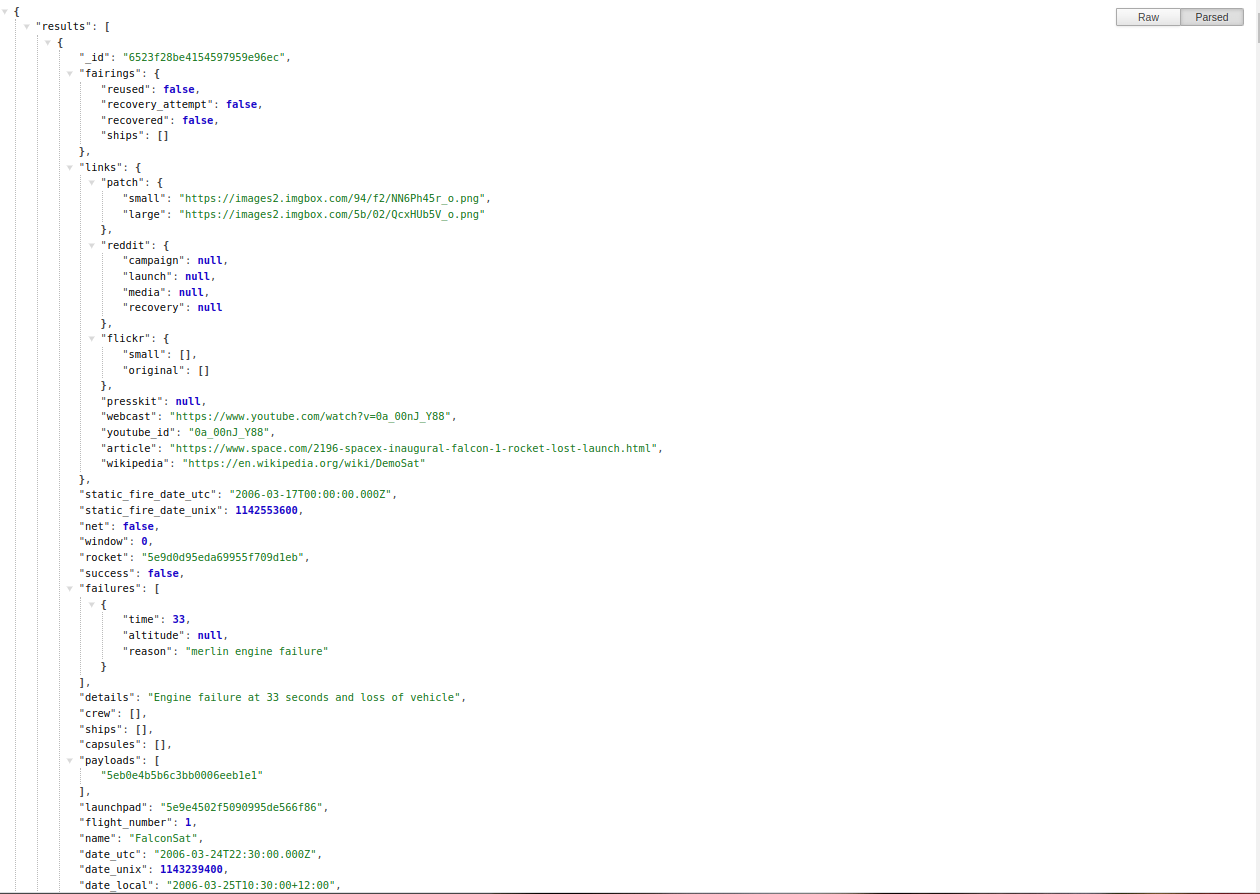 {
"results": [
{
"_id": "6523f28be4154597959e96ec",
"fairings": {
"reused": false,
"recovery_attempt": false,
"recovered": false,
"ships": []
},
"links": {
"patch": {
"small": "https://images2.imgbox.com/94/f2/NN6Ph45r_o.png",
"large": "https://images2.imgbox.com/5b/02/QcxHUb5V_o.png"
},
"reddit": {
"campaign": null,
"launch": null,
"media": null,
"recovery": null
},
"flickr": {
"small": [],
"original": []
},
"presskit": null,
"webcast": "https://www.youtube.com/watch?v=0a_00nJ_Y88",
"youtube_id": "0a_00nJ_Y88",
"article": "https://www.space.com/2196-spacex-inaugural-falcon-1-rocket-lost-launch.html",
"wikipedia": "https://en.wikipedia.org/wiki/DemoSat"
},
"static_fire_date_utc": "2006-03-17T00:00:00.000Z",
"static_fire_date_unix": 1142553600,
"net": false,
"window": 0,
"rocket": "5e9d0d95eda69955f709d1eb",
"success": false,
"failures": [
{
"time": 33,
"altitude": null,
"reason": "merlin engine failure"
}
],
"details": "Engine failure at 33 seconds and loss of vehicle",
"crew": [],
"ships": [],
"capsules": [],
"payloads": [
"5eb0e4b5b6c3bb0006eeb1e1"
],
"launchpad": "5e9e4502f5090995de566f86",
"flight_number": 1,
"name": "FalconSat",
"date_utc": "2006-03-24T22:30:00.000Z",
"date_unix": 1143239400,
"date_local": "2006-03-25T10:30:00+12:00",
Raw Parsed